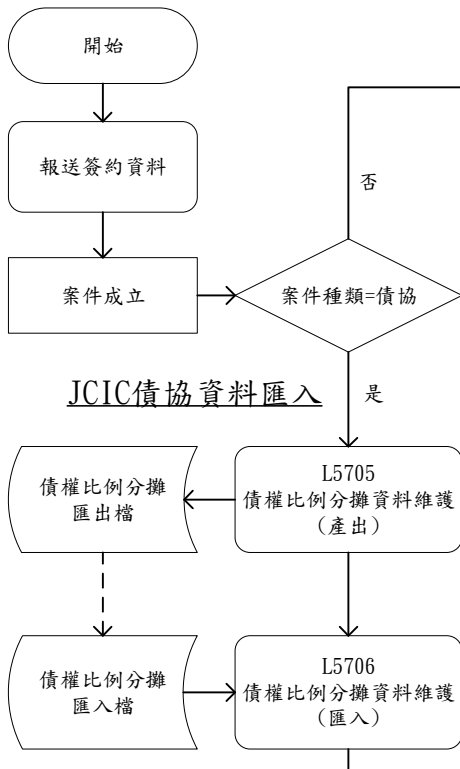 開始
報送簽約資料
否
案件成立
案件種類=債協
JCIC債協資料匯入
是
債權比例分攤
匯出檔
L5705
債權比例分攤資料維護
(產出)
債權比例分攤
匯入檔
L5706
債權比例分攤資料維護
(匯入)